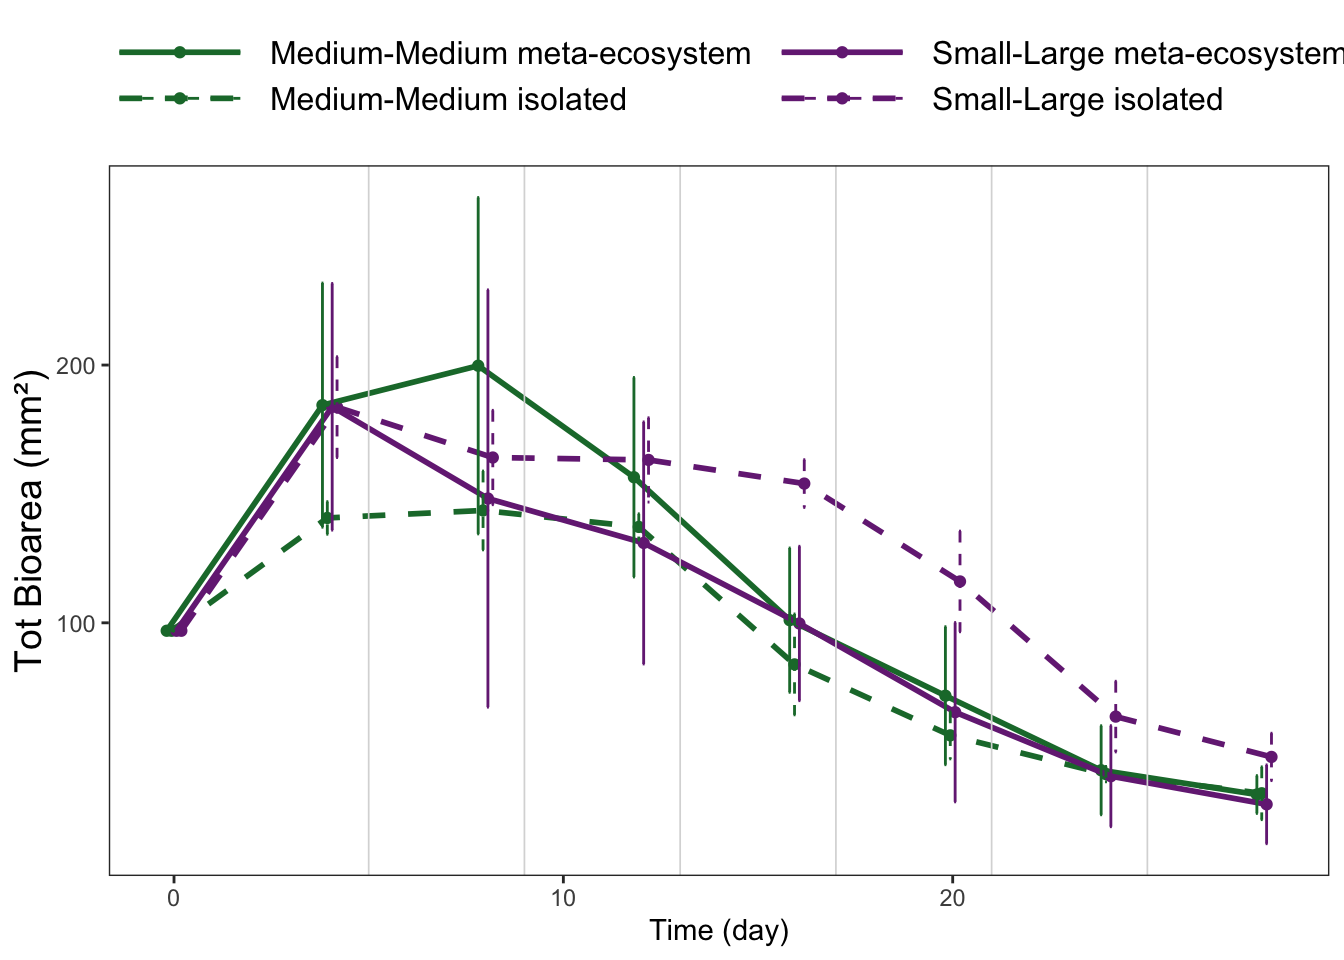 Medium-Medium meta-ecosystem
Small-Large meta-ecosystem
Medium-Medium isolated
Small-Large isolated
Tot Bioarea (mm²)
200
100
0
10
20
Time (day)